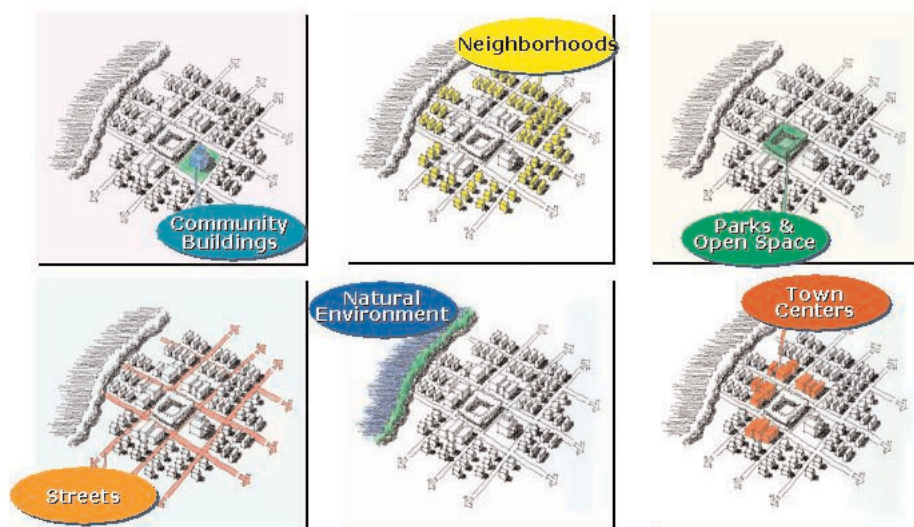 Neighborhoods
Community
Buildings
Parks &
Open Space
Streets
Natural
Environment
Town
Centers